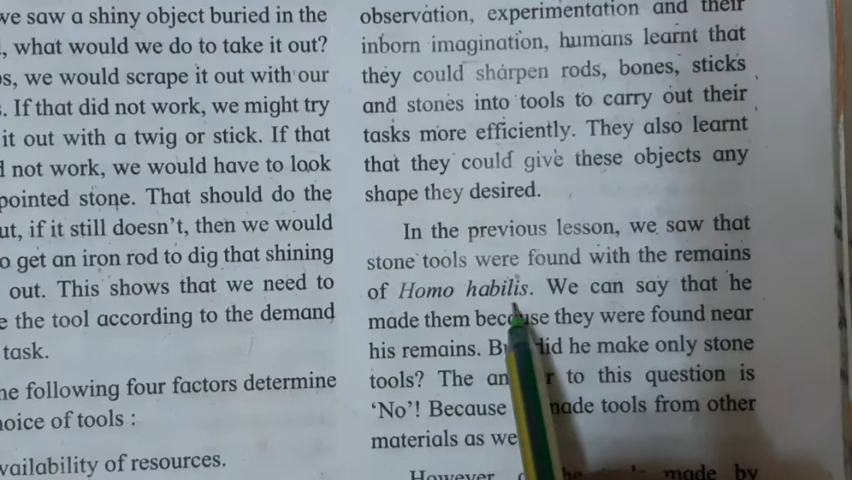 we saw a shiny object buried in the
, what would we do to take it out?
s, we would scrape it out with our
. If that did not work, we might try
it out with a twig or stick. If that
not work, we would have to look
pointed stone. That should do the
ut, if it still doesn't, then we would
o get an iron rod to dig that shining
out. This shows that we need to
e the tool according to the demand
task.
he following four factors determine
hoice of tools :
vailability of resources.
observation, experimentation and their
inborn imagination, humans learnt that
they could sharpen rods, bones, sticks
and stones into tools to carry out their
tasks more efficiently. They also learnt
that they could give these objects any
shape they desired.
In the previous lesson, we saw that
stone tools were found with the remains
of Homo habilis. We can say that he
made them because they were found near
his remains. did he make only stone
tools? The to this question is
'No'! Because made tools from other
materials as
However made by